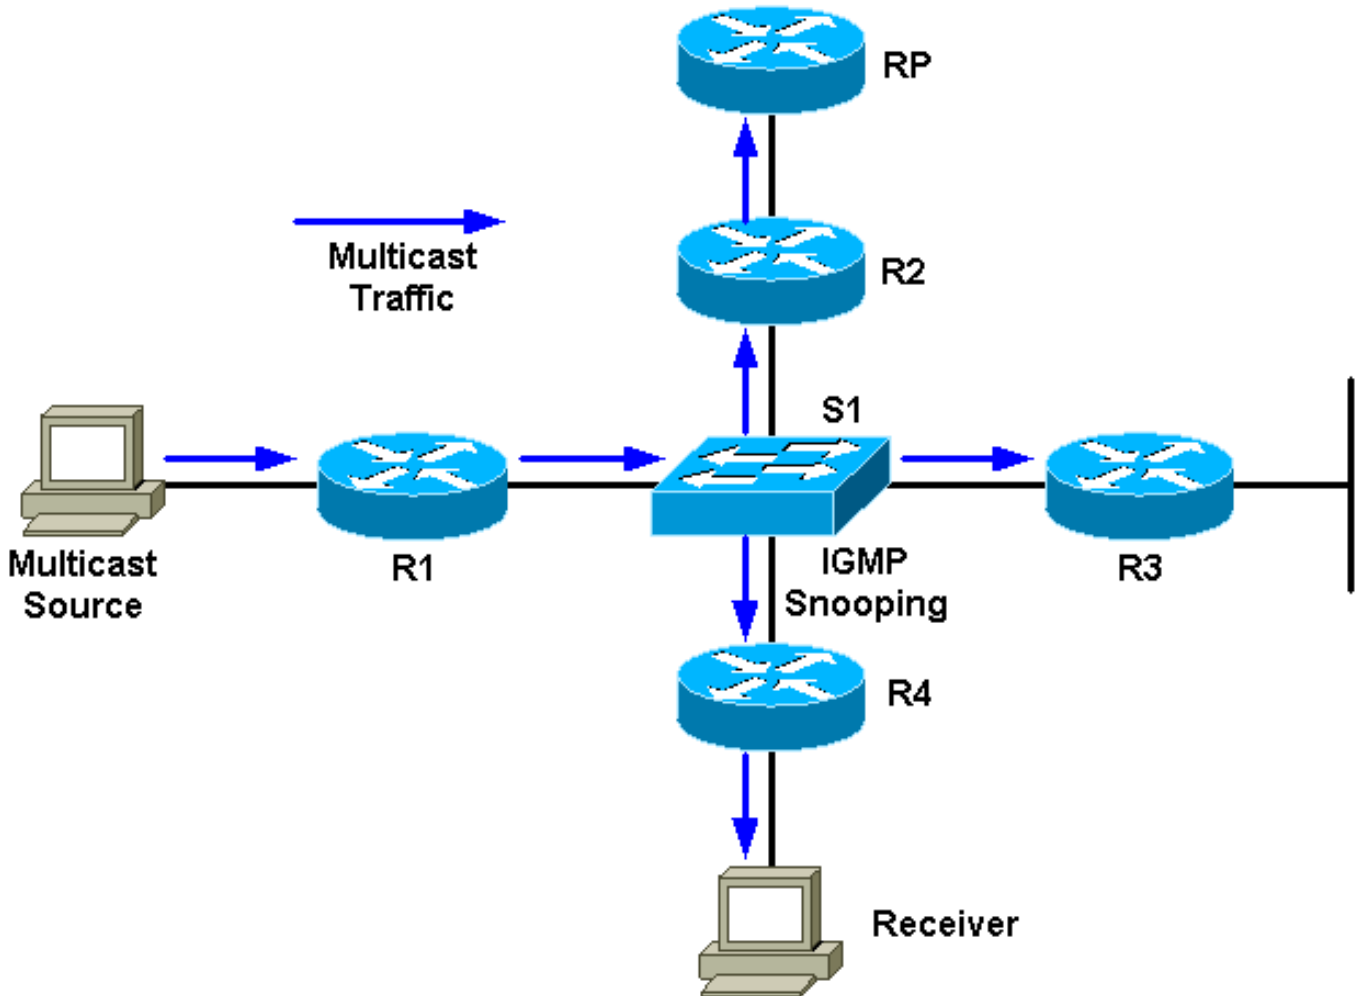 RP
Multicast
Traffic
R2
S1
Multicast
Source
R1
IGMP
Snooping
R3
R4
Receiver